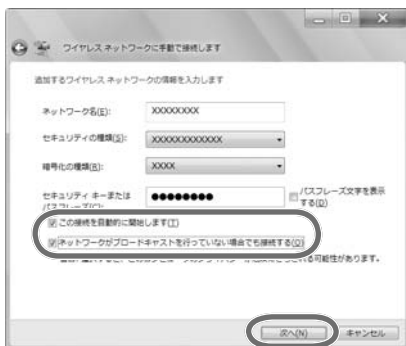 ワイヤレス ネットワークに手動で接続します
追加するワイヤレス ネットワークの情報を入力します
ネットワーク名(E):
XXXXXXXX
セキュリティの種類(S):
XXXXXXXXXXXX
暗号化の種類(R):
XXXX
セキュリティ キーまたは
パスフレーズ(C):
●●●●●●●●
パスフレーズ文字を表示
する(D)
この接続を自動的に開始します(T)
ネットワークがブロードキャストを行っていない場合でも接続する(O)
可能性があります。
次へ(N)
キャンセル